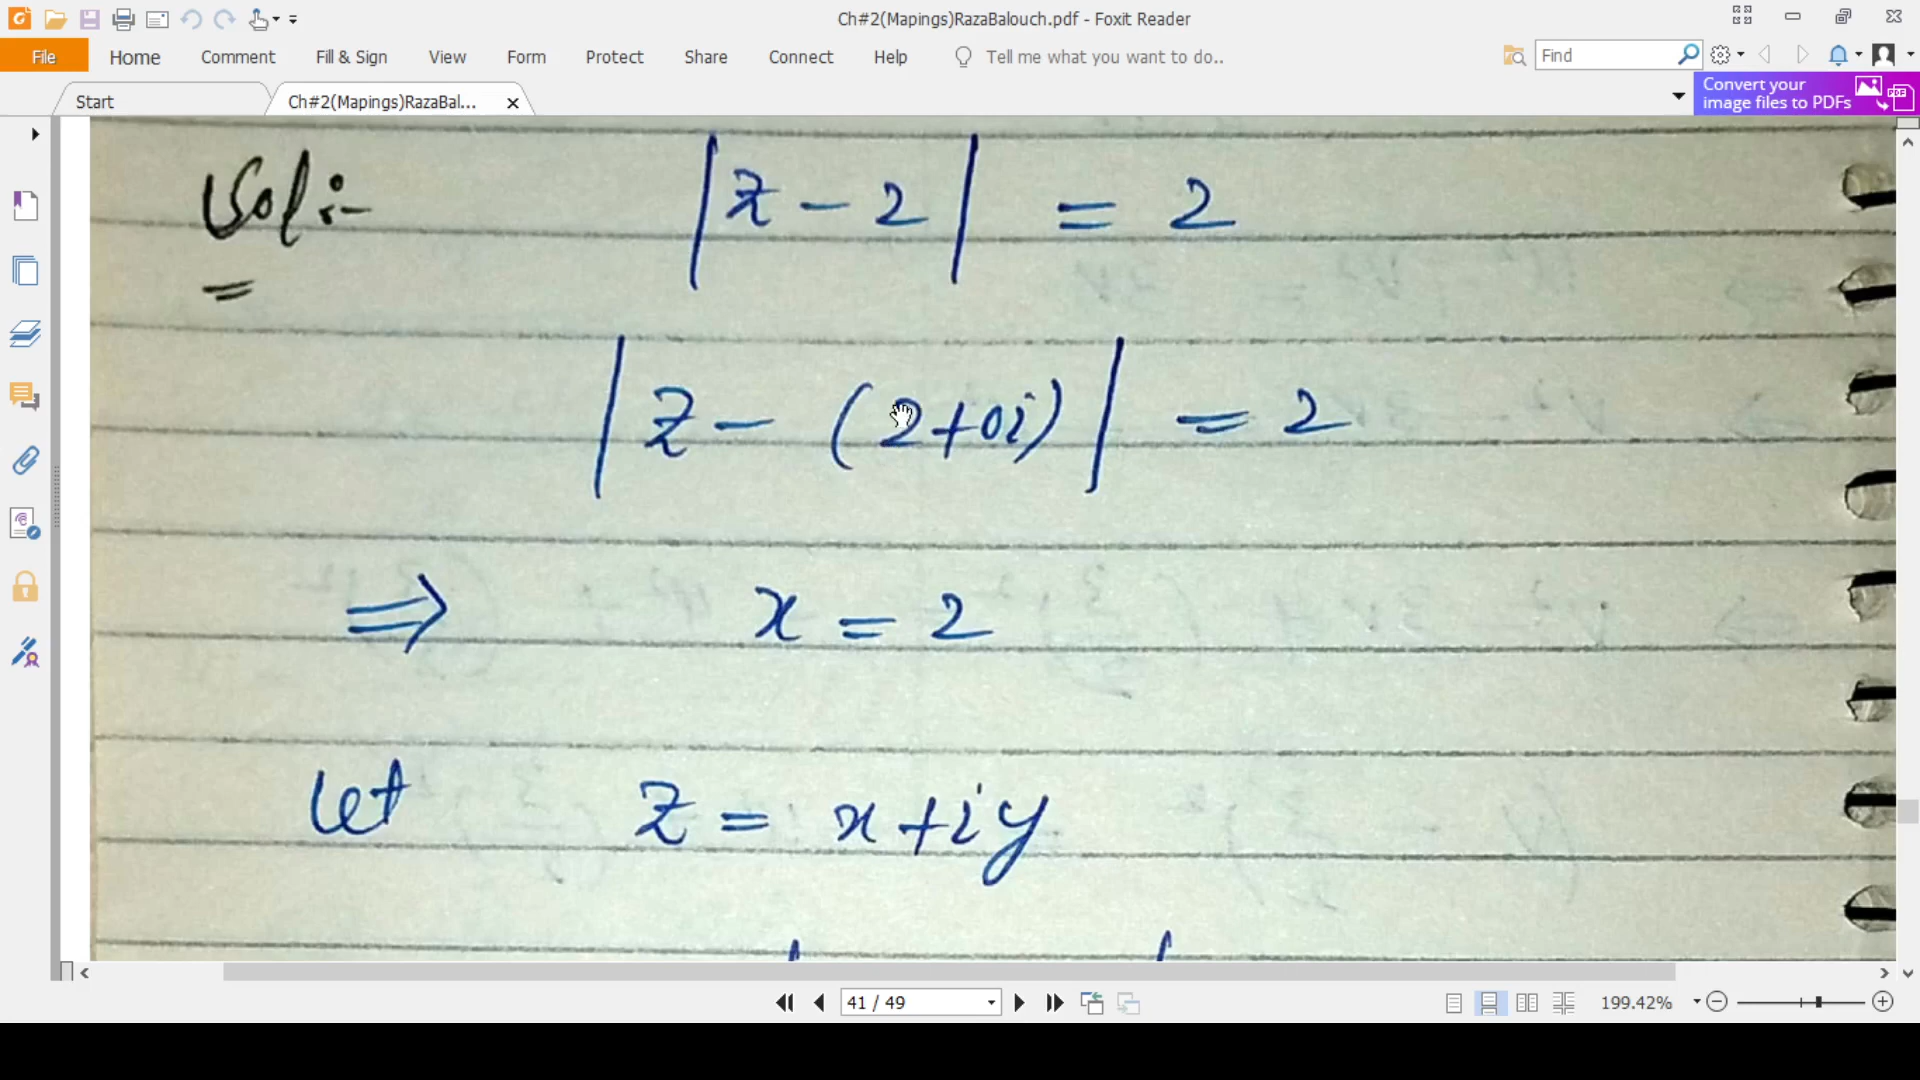 Ch#2(Mapings)RazaBalouch.pdf - Foxit Reader
File Home Comment Fill & Sign View Form Protect Share Connect Help Tell me what you want to do.. Find
Start Ch#2(Mapings)RazaBal...
Convert your
image files to PDFs
Sol:- |z - 2| = 2
|z - (2+0i)| = 2
⇒ x = 2
Let z = x+iy
41 / 49 199.42%